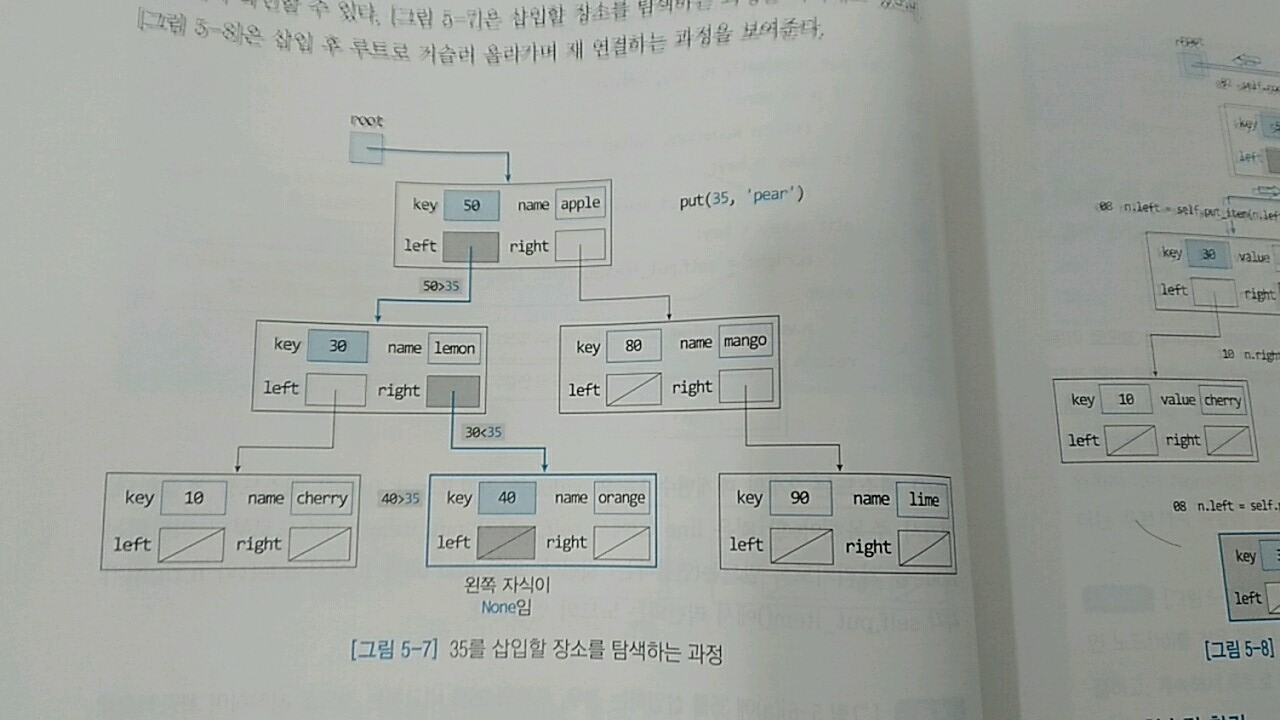 수 있다. [그림 5-7]은 삽입할 장소를 탐색하는
[그림 5-8]은 삽입 후 루트로 거슬러 올라가며 재 연결하는 과정을 보여준다.
root
key 50 name apple
left right
put(35, 'pear')
50>35
key 30 name lemon
left right
key 80 name mango
left right
30<35
key 10 name cherry
left right
40>35
key 40 name orange
left right
key 90 name lime
left right
왼쪽 자식이
None임
[그림 5-7] 35를 삽입할 장소를 탐색하는 과정
key
left
08 n.left = self.put_item(n.lef
key 30 value
left right
10 n.righ
key 10 value cherry
left right
08 n.left = self.
key
left
[그림 5-8]